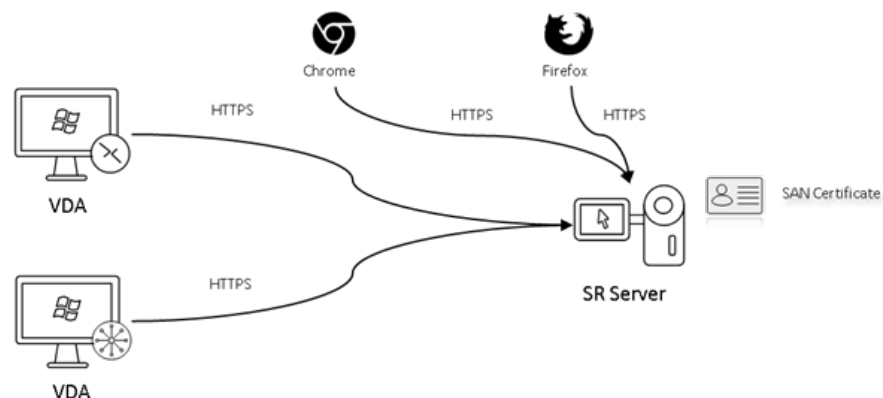 Chrome
Firefox
HTTPS
HTTPS
HTTPS
VDA
SAN Certificate
HTTPS
SR Server
VDA